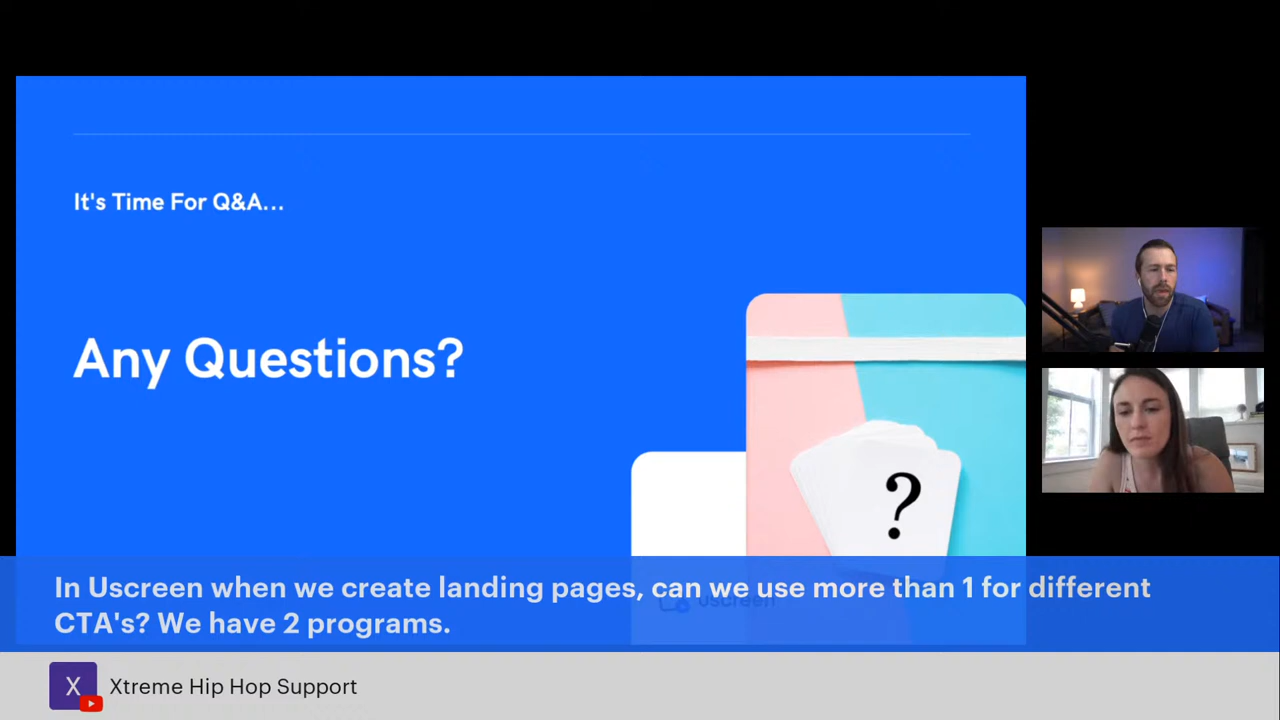 It's Time For Q&A...
Any Questions?
?
uscreen
In Uscreen when we create landing pages, can we use more than 1 for different
CTA's? We have 2 programs.
X
Xtreme Hip Hop Support